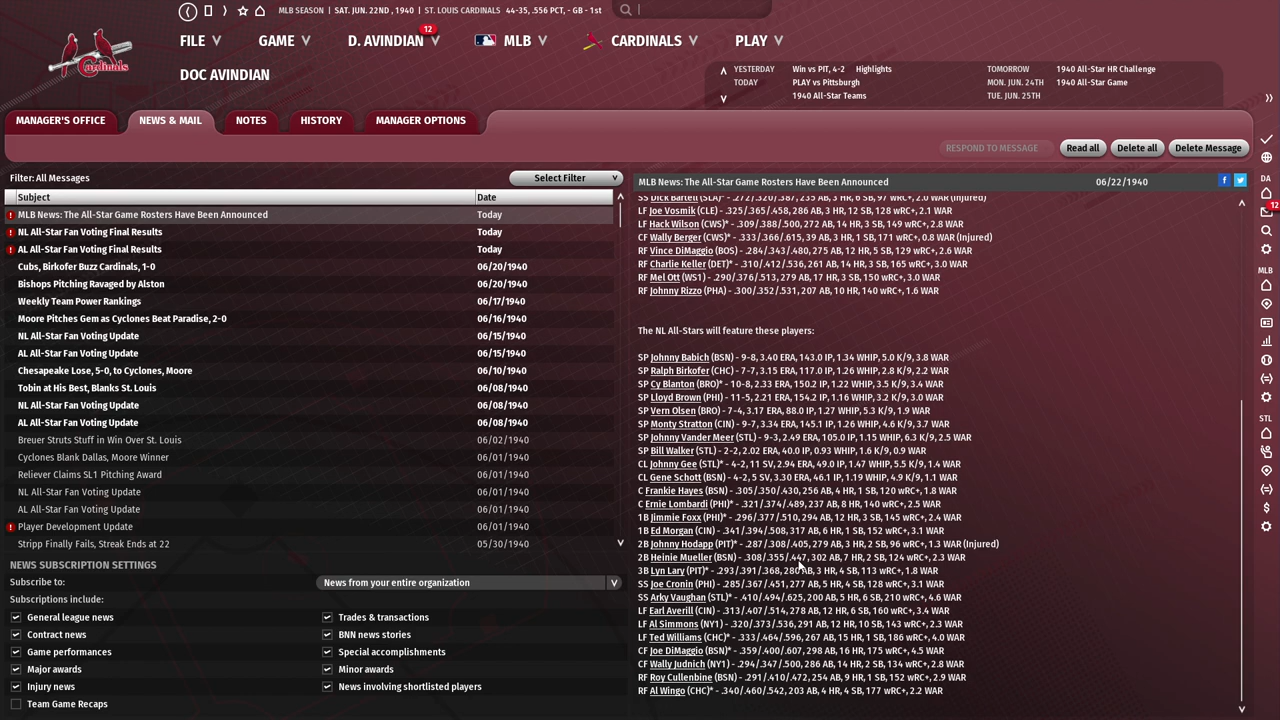 MLB SEASON | SAT. JUN. 22ND , 1940 | ST. LOUIS CARDINALS 44-35, .556 PCT, - GB - 1st
FILE GAME D. AVINDIAN 12 MLB CARDINALS PLAY
Cardinals
DOC AVINDIAN
YESTERDAY Win vs PIT, 4-2 Highlights TOMORROW 1940 All-Star HR Challenge
TODAY PLAY vs Pittsburgh MON. JUN. 24TH 1940 All-Star Game
1940 All-Star Teams TUE. JUN. 25TH
MANAGER'S OFFICE NEWS & MAIL NOTES HISTORY MANAGER OPTIONS
RESPOND TO MESSAGE Read all Delete all Delete Message
Filter: All Messages Select Filter
Subject Date
MLB News: The All-Star Game Rosters Have Been Announced Today
NL All-Star Fan Voting Final Results Today
AL All-Star Fan Voting Final Results Today
Cubs, Birkofer Buzz Cardinals, 1-0 06/20/1940
Bishops Pitching Ravaged by Alston 06/20/1940
Weekly Team Power Rankings 06/17/1940
Moore Pitches Gem as Cyclones Beat Paradise, 2-0 06/16/1940
NL All-Star Fan Voting Update 06/15/1940
AL All-Star Fan Voting Update 06/15/1940
Chesapeake Lose, 5-0, to Cyclones, Moore 06/10/1940
Tobin at His Best, Blanks St. Louis 06/08/1940
NL All-Star Fan Voting Update 06/08/1940
AL All-Star Fan Voting Update 06/08/1940
Breuer Struts Stuff in Win Over St. Louis 06/02/1940
Cyclones Blank Dallas, Moore Winner 06/01/1940
Reliever Claims SL1 Pitching Award 06/01/1940
NL All-Star Fan Voting Update 06/01/1940
AL All-Star Fan Voting Update 06/01/1940
Player Development Update 06/01/1940
Stripp Finally Fails, Streak Ends at 22 05/30/1940
NEWS SUBSCRIPTION SETTINGS
Subscribe to: News from your entire organization
Subscriptions include:
General league news Trades & transactions
Contract news BNN news stories
Game performances Special accomplishments
Major awards Minor awards
Injury news News involving shortlisted players
Team Game Recaps
MLB News: The All-Star Game Rosters Have Been Announced 06/22/1940
SS Dick Bartell (SLA)* - .272/.320/.387, 235 AB, 3 HR, 6 SB, 93 wRC+, 2.0 WAR (Injured)
LF Joe Vosmik (CLE) - .325/.365/.458, 286 AB, 3 HR, 12 SB, 128 wRC+, 2.1 WAR
LF Hack Wilson (CWS)* - .309/.388/.500, 272 AB, 14 HR, 3 SB, 149 wRC+, 2.8 WAR
CF Wally Berger (CWS)* - .333/.366/.615, 39 AB, 3 HR, 1 SB, 171 wRC+, 0.8 WAR (Injured)
RF Vince DiMaggio (BOS) - .284/.343/.480, 275 AB, 12 HR, 5 SB, 129 wRC+, 2.6 WAR
RF Charlie Keller (DET)* - .310/.412/.536, 261 AB, 14 HR, 3 SB, 165 wRC+, 3.0 WAR
RF Mel Ott (WS1) - .290/.376/.513, 279 AB, 17 HR, 3 SB, 150 wRC+, 3.0 WAR
RF Johnny Rizzo (PHA) - .300/.352/.531, 207 AB, 10 HR, 140 wRC+, 1.6 WAR
The NL All-Stars will feature these players:
SP Johnny Babich (BSN) - 9-8, 3.40 ERA, 143.0 IP, 1.34 WHIP, 5.0 K/9, 3.8 WAR
SP Ralph Birkofer (CHC) - 7-7, 3.15 ERA, 117.0 IP, 1.26 WHIP, 2.8 K/9, 2.2 WAR
SP Cy Blanton (BRO)* - 10-8, 2.33 ERA, 150.2 IP, 1.22 WHIP, 3.5 K/9, 3.4 WAR
SP Lloyd Brown (PHI) - 11-5, 2.21 ERA, 154.2 IP, 1.16 WHIP, 3.2 K/9, 3.0 WAR
SP Vern Olsen (BRO) - 7-4, 3.17 ERA, 88.0 IP, 1.27 WHIP, 5.3 K/9, 1.9 WAR
SP Monty Stratton (CIN) - 9-7, 3.34 ERA, 145.1 IP, 1.26 WHIP, 4.6 K/9, 3.7 WAR
SP Johnny Vander Meer (STL) - 9-3, 2.49 ERA, 105.0 IP, 1.15 WHIP, 6.3 K/9, 2.5 WAR
SP Bill Walker (STL) - 2-2, 2.02 ERA, 40.0 IP, 0.93 WHIP, 1.6 K/9, 0.9 WAR
CL Johnny Gee (STL)* - 4-2, 11 SV, 2.94 ERA, 49.0 IP, 1.47 WHIP, 5.5 K/9, 1.4 WAR
CL Gene Schott (BSN) - 4-2, 5 SV, 3.30 ERA, 46.1 IP, 1.19 WHIP, 4.9 K/9, 1.1 WAR
C Frankie Hayes (BSN) - .305/.350/.430, 256 AB, 4 HR, 1 SB, 120 wRC+, 1.8 WAR
C Ernie Lombardi (PHI)* - .321/.374/.489, 237 AB, 8 HR, 140 wRC+, 2.5 WAR
1B Jimmie Foxx (PHI)* - .296/.377/.510, 294 AB, 12 HR, 3 SB, 145 wRC+, 2.4 WAR
1B Ed Morgan (CIN) - .341/.394/.508, 317 AB, 6 HR, 1 SB, 152 wRC+, 3.1 WAR
2B Johnny Hodapp (PIT)* - .287/.308/.405, 279 AB, 3 HR, 2 SB, 96 wRC+, 1.3 WAR (Injured)
2B Heinie Mueller (BSN) - .308/.355/.447, 302 AB, 7 HR, 2 SB, 124 wRC+, 2.3 WAR
3B Lyn Lary (PIT)* - .293/.391/.368, 280 AB, 3 HR, 4 SB, 113 wRC+, 1.8 WAR
SS Joe Cronin (PHI) - .285/.367/.451, 277 AB, 5 HR, 4 SB, 128 wRC+, 3.1 WAR
SS Arky Vaughan (STL)* - .410/.494/.625, 200 AB, 5 HR, 6 SB, 210 wRC+, 4.6 WAR
LF Earl Averill (CIN) - .313/.407/.514, 278 AB, 12 HR, 6 SB, 160 wRC+, 3.4 WAR
LF Al Simmons (NY1) - .320/.373/.536, 291 AB, 12 HR, 10 SB, 143 wRC+, 2.3 WAR
LF Ted Williams (CHC)* - .333/.464/.596, 267 AB, 15 HR, 1 SB, 186 wRC+, 4.0 WAR
CF Joe DiMaggio (BSN)* - .359/.400/.607, 298 AB, 16 HR, 175 wRC+, 4.5 WAR
CF Wally Judnich (NY1) - .294/.347/.500, 286 AB, 14 HR, 2 SB, 134 wRC+, 2.8 WAR
RF Roy Cullenbine (BSN) - .291/.410/.472, 254 AB, 9 HR, 1 SB, 152 wRC+, 2.9 WAR
RF Al Wingo (CHC)* - .340/.460/.542, 203 AB, 4 HR, 4 SB, 177 wRC+, 2.2 WAR
DA
12
MLB
STL